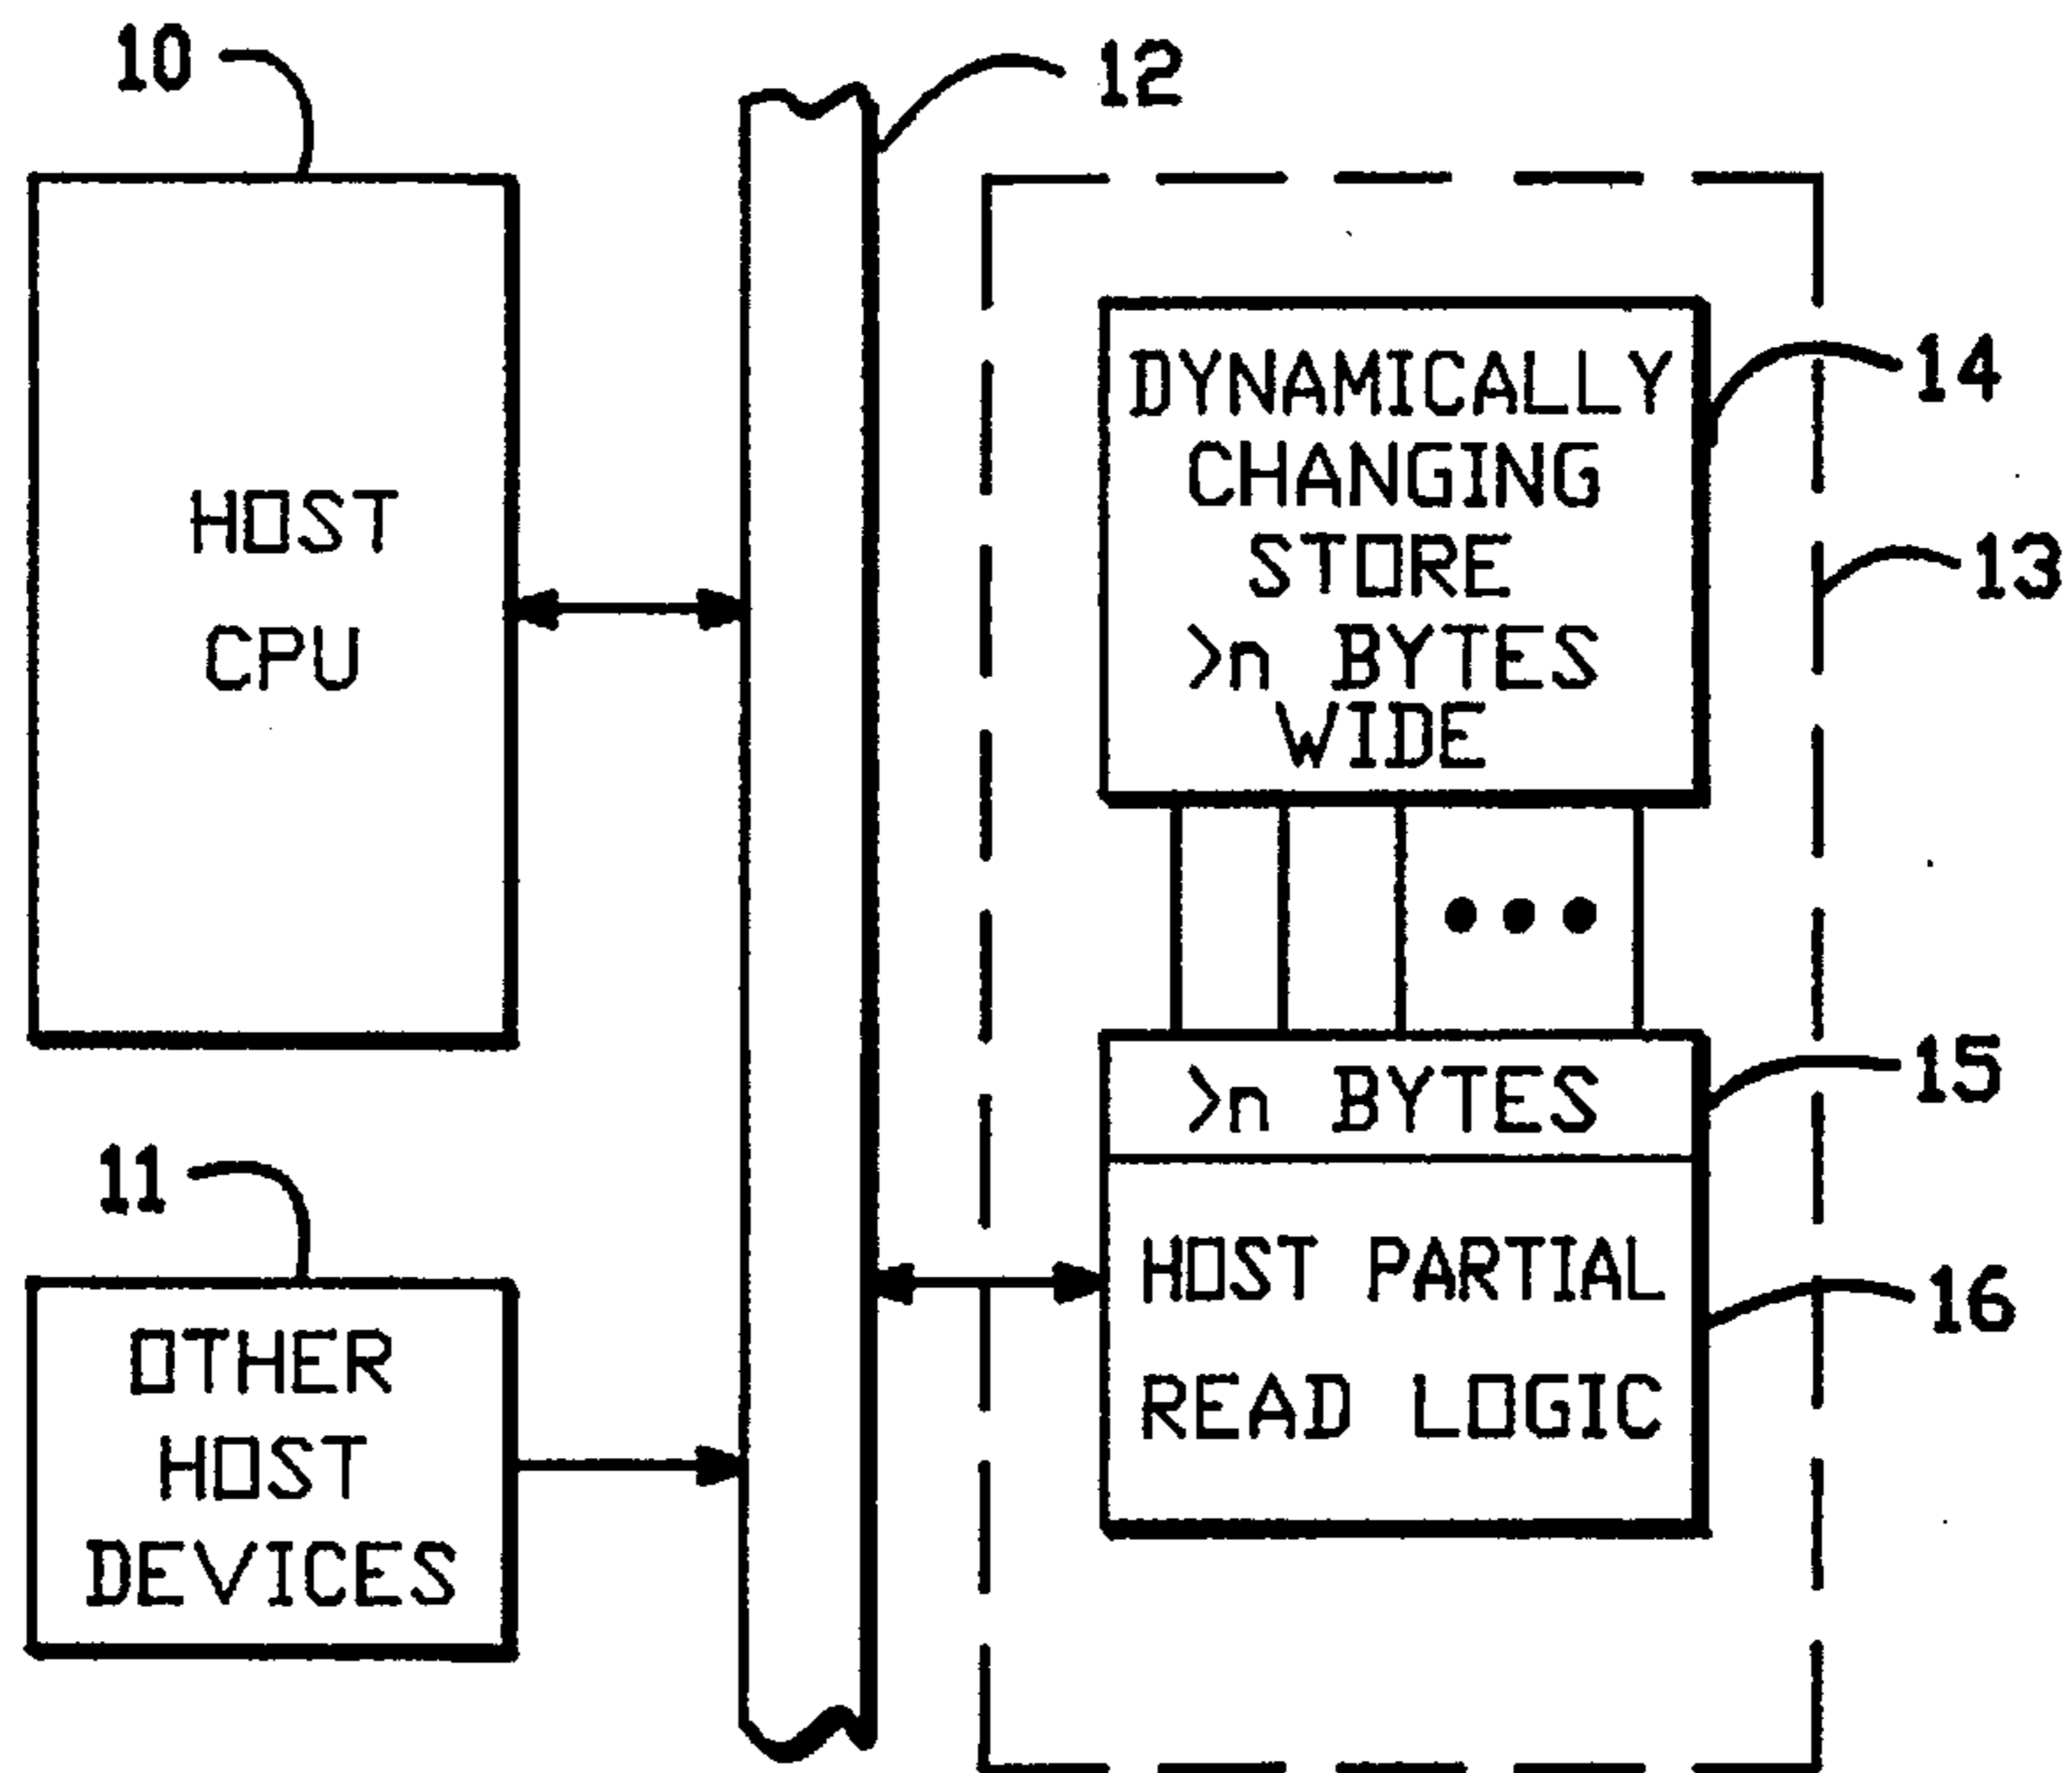 10
12
HOST
CPU
DYNAMICALLY
CHANGING
STORE
>n BYTES
WIDE
14
13
>n BYTES
15
HOST PARTIAL
READ LOGIC
16
11
OTHER
HOST
DEVICES